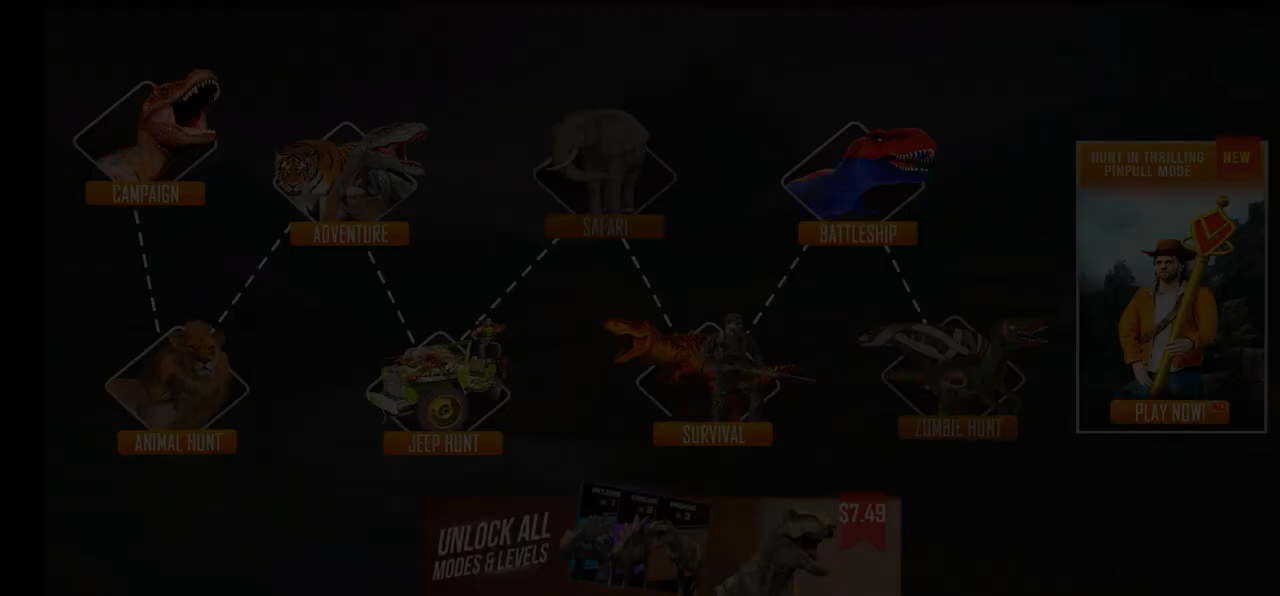 CAMPAIGN
ADVENTURE
SAFARI
BATTLESHIP
HUNT IN THRILLING
PINPULL MODE
NEW
ANIMAL HUNT
JEEP HUNT
SURVIVAL
ZOMBIE HUNT
PLAY NOW!
UNLOCK ALL
MODES & LEVELS
$7.49